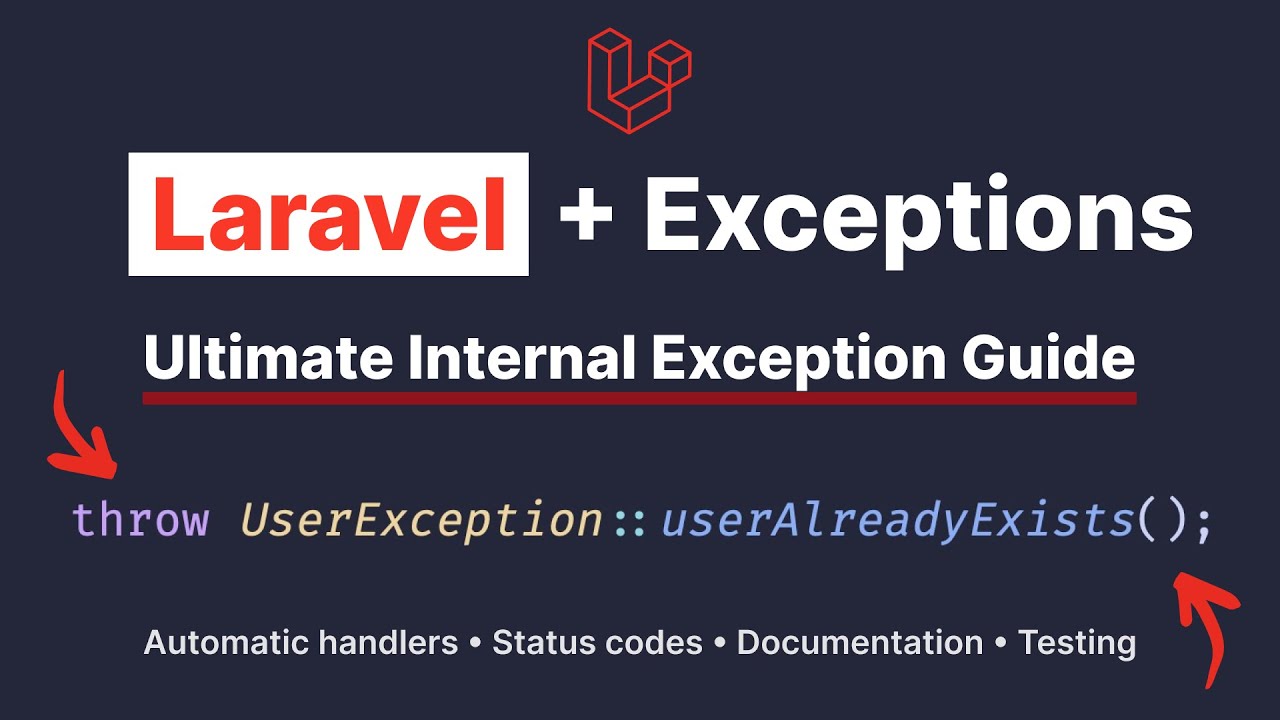 Laravel + Exceptions
Ultimate Internal Exception Guide
throw UserException::userAlreadyExists();
Automatic handlers • Status codes • Documentation • Testing